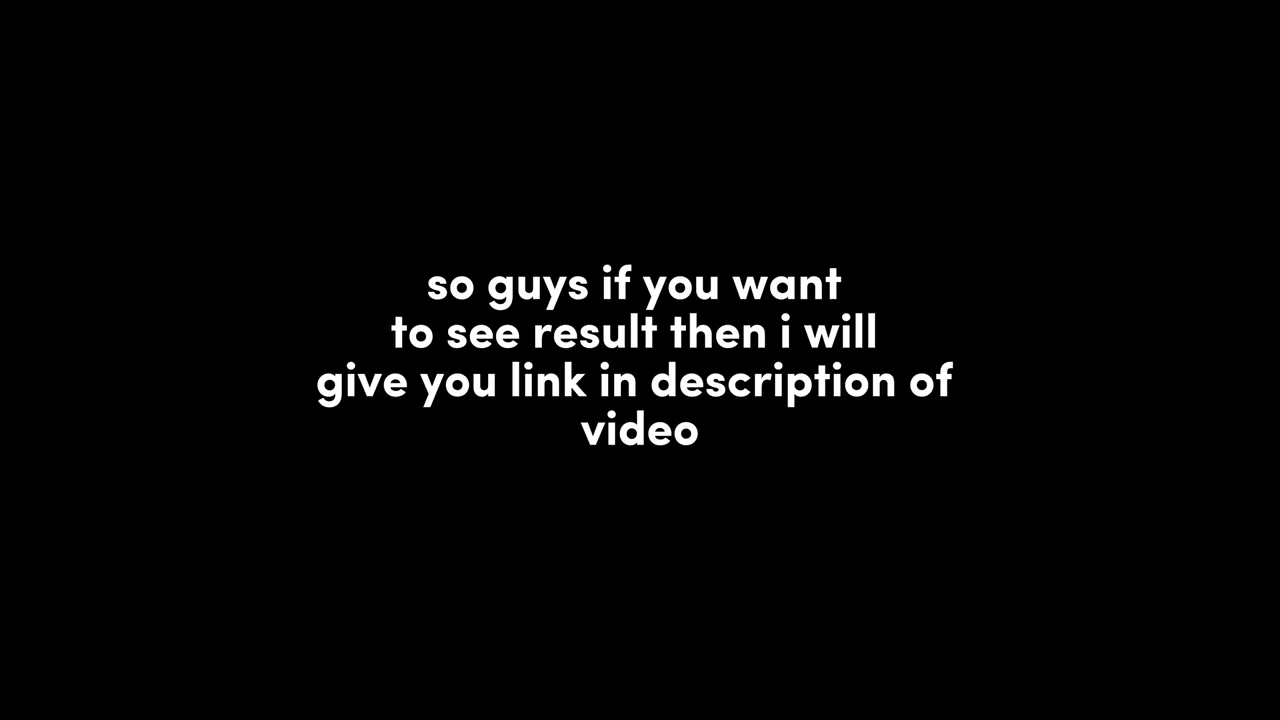 so guys if you want
to see result then i will
give you link in description of
video